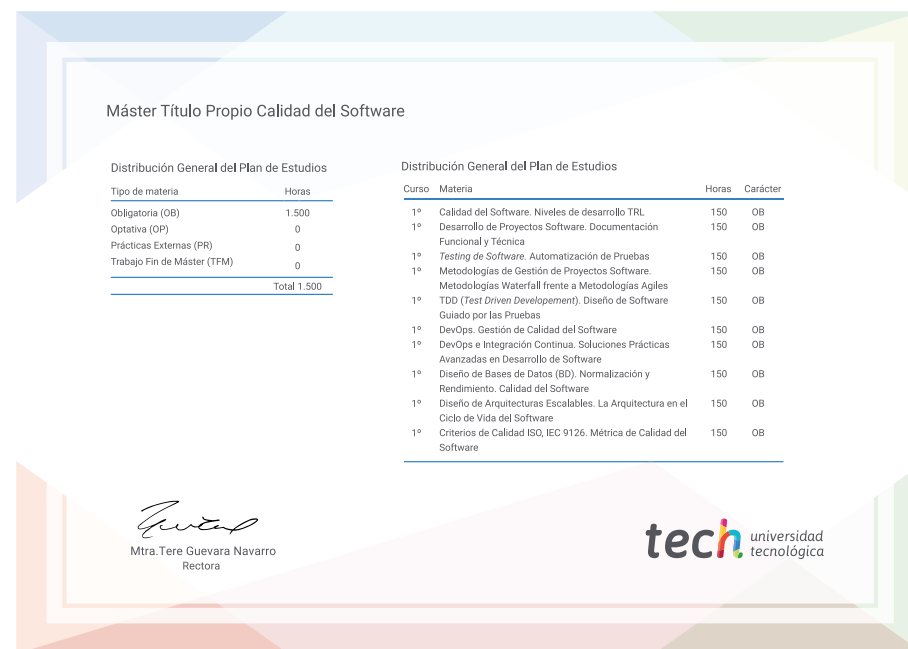 Máster Título Propio Calidad del Software
Distribución General del Plan de Estudios
Tipo de materia Horas
Obligatoria (OB) 1.500
Optativa (OP) 0
Prácticas Externas (PR) 0
Trabajo Fin de Máster (TFM) 0
Total 1.500
Distribución General del Plan de Estudios
Curso Materia Horas Carácter
1º Calidad del Software. Niveles de desarrollo TRL 150 OB
1º Desarrollo de Proyectos Software. Documentación 150 OB
Funcional y Técnica
1º Testing de Software. Automatización de Pruebas 150 OB
1º Metodologías de Gestión de Proyectos Software. 150 OB
Metodologías Waterfall frente a Metodologías Agiles
1º TDD (Test Driven Developement). Diseño de Software 150 OB
Guiado por las Pruebas
1º DevOps. Gestión de Calidad del Software 150 OB
1º DevOps e Integración Continua. Soluciones Prácticas 150 OB
Avanzadas en Desarrollo de Software
1º Diseño de Bases de Datos (BD). Normalización y 150 OB
Rendimiento. Calidad del Software
1º Diseño de Arquitecturas Escalables. La Arquitectura en el 150 OB
Ciclo de Vida del Software
1º Criterios de Calidad ISO, IEC 9126. Métrica de Calidad del 150 OB
Software
Mtra.Tere Guevara Navarro
Rectora
tech universidad
tecnológica